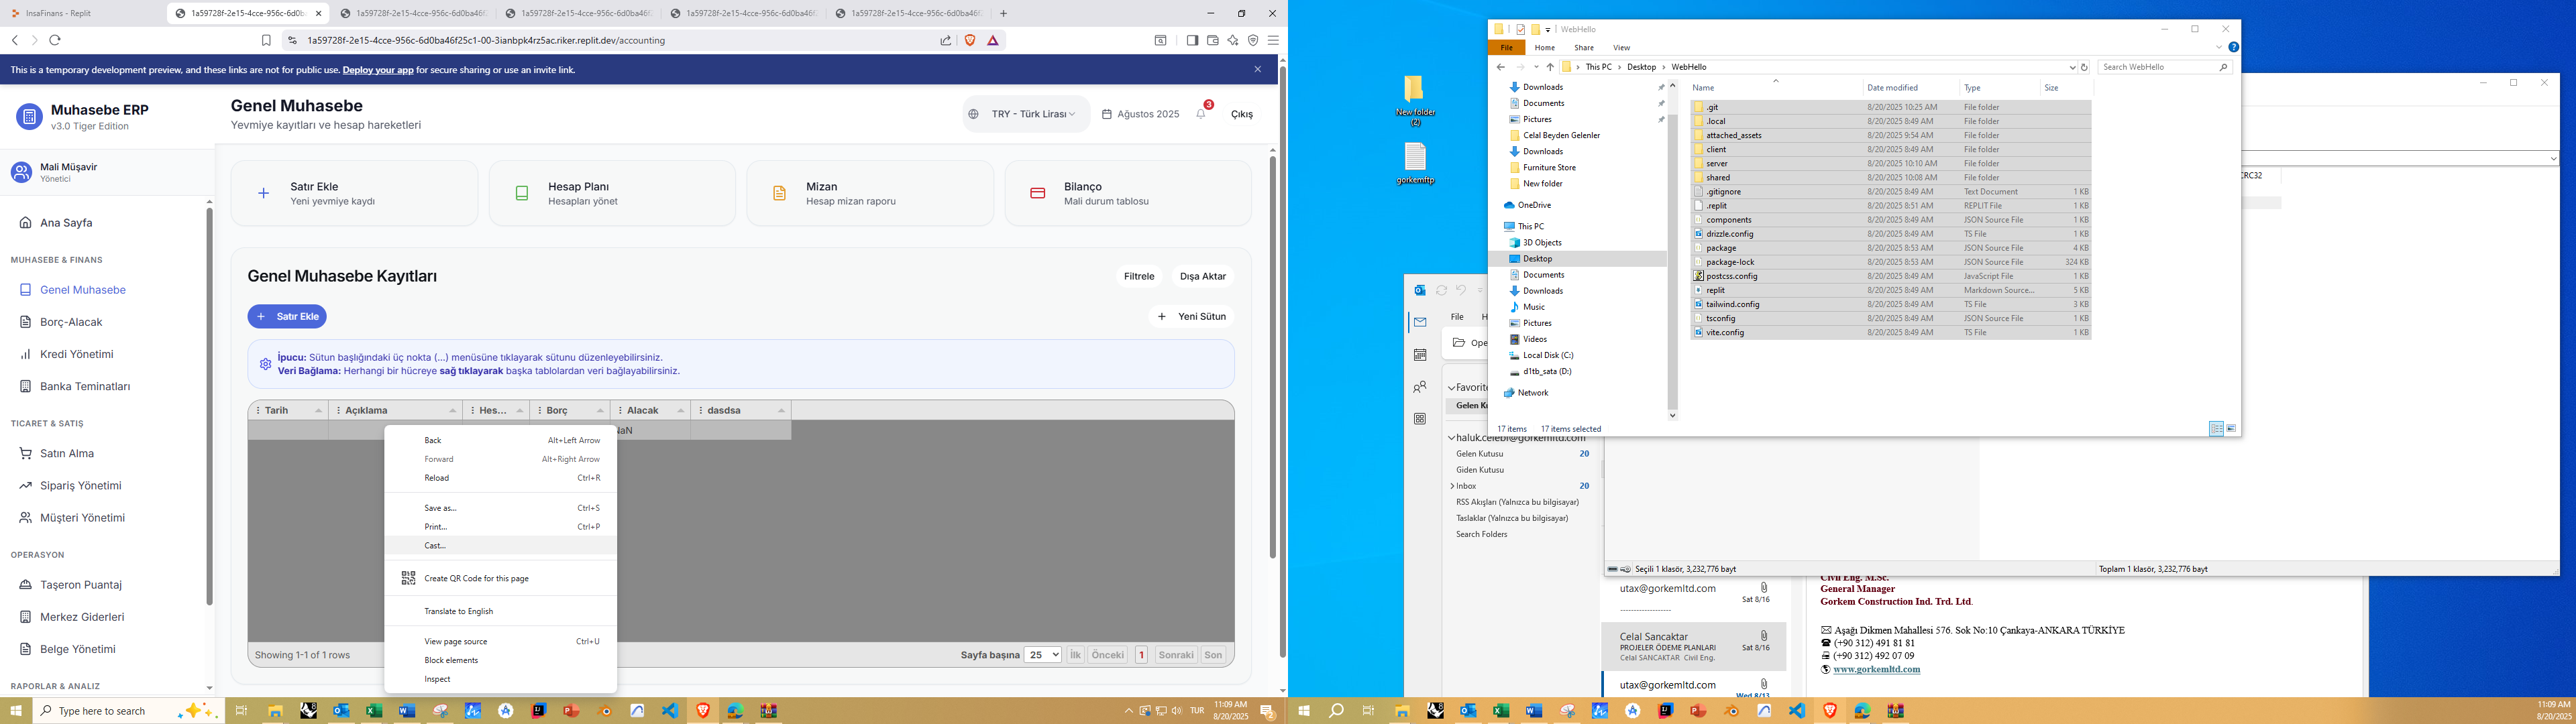 InsaFinans - Replit
1a59728f-2e15-4cce-956c-6d0ba46f
1a59728f-2e15-4cce-956c-6d0ba46f2
1a59728f-2e15-4cce-956c-6d0ba46f2
1a59728f-2e15-4cce-956c-6d0ba46f2
1a59728f-2e15-4cce-956c-6d0ba46f2
1a59728f-2e15-4cce-956c-6d0ba46f25c1-00-3ianbpk4rz5ac.riker.replit.dev/accounting
This is a temporary development preview, and these links are not for public use. Deploy your app for secure sharing or use an invite link.
Muhasebe ERP
v3.0 Tiger Edition
Mali Müşavir
Yönetici
Ana Sayfa
MUHASEBE & FINANS
Genel Muhasebe
Borç-Alacak
Kredi Yönetimi
Banka Teminatları
TICARET & SATIŞ
Satın Alma
Sipariş Yönetimi
Müşteri Yönetimi
OPERASYON
Taşeron Puantaj
Merkez Giderleri
Belge Yönetimi
RAPORLAR & ANALIZ
Genel Muhasebe
Yevmiye kayıtları ve hesap hareketleri
TRY - Türk Lirası
Ağustos 2025
3
Çıkış
Satır Ekle
Yeni yevmiye kaydı
Hesap Planı
Hesapları yönet
Mizan
Hesap mizan raporu
Bilanço
Mali durum tablosu
Genel Muhasebe Kayıtları
Filtrele
Dışa Aktar
+ Satır Ekle
+ Yeni Sütun
İpucu: Sütun başlığındaki üç nokta (...) menüsüne tıklayarak sütunu düzenleyebilirsiniz.
Veri Bağlama: Herhangi bir hücreye sağ tıklayarak başka tablolardan veri bağlayabilirsiniz.
Tarih Açıklama Hes... Borç Alacak dasdsa
NaN
Back Alt+Left Arrow
Forward Alt+Right Arrow
Reload Ctrl+R
Save as... Ctrl+S
Print... Ctrl+P
Cast...
Create QR Code for this page
Translate to English
View page source Ctrl+U
Block elements
Inspect
Showing 1-1 of 1 rows
Sayfa başına 25 İlk Önceki 1 Sonraki Son
Type here to search
TUR
11:09 AM
8/20/2025
2
New folder (2)
gorkemltp
WebHello
File Home Share View
This PC > Desktop > WebHello
Search WebHello
Downloads
Documents
Pictures
Celal Beyden Gelenler
Downloads
Furniture Store
New folder
OneDrive
This PC
3D Objects
Desktop
Documents
Downloads
Music
Pictures
Videos
Local Disk (C:)
d1tb_sata (D:)
Network
Name Date modified Type Size
.git 8/20/2025 10:25 AM File folder
.local 8/20/2025 8:49 AM File folder
attached_assets 8/20/2025 9:54 AM File folder
client 8/20/2025 8:49 AM File folder
server 8/20/2025 10:10 AM File folder
shared 8/20/2025 10:08 AM File folder
.gitignore 8/20/2025 8:49 AM Text Document 1 KB
.replit 8/20/2025 8:51 AM REPLIT File 1 KB
components 8/20/2025 8:49 AM JSON Source File 1 KB
drizzle.config 8/20/2025 8:49 AM TS File 1 KB
package 8/20/2025 8:53 AM JSON Source File 4 KB
package-lock 8/20/2025 8:53 AM JSON Source File 324 KB
postcss.config 8/20/2025 8:49 AM JavaScript File 1 KB
replit 8/20/2025 8:49 AM Markdown Source... 5 KB
tailwind.config 8/20/2025 8:49 AM TS File 3 KB
tsconfig 8/20/2025 8:49 AM JSON Source File 1 KB
vite.config 8/20/2025 8:49 AM TS File 1 KB
17 items 17 items selected
CRC32
File H
Ope
Favorite
Gelen Ku
haluk.celebi@gorkemltd.com
Gelen Kutusu 20
Giden Kutusu
Inbox 20
RSS Akışları (Yalnızca bu bilgisayar)
Taslaklar (Yalnızca bu bilgisayar)
Search Folders
Seçili 1 klasör, 3,232,776 bayt
Toplam 1 klasör, 3,232,776 bayt
utax@gorkemltd.com
Sat 8/16
--------------------
Celal Sancaktar
PROJELER ÖDEME PLANLARI Sat 8/16
Celal SANCAKTAR Civil Eng.
utax@gorkemltd.com
Wed 8/13
Civil Eng. M.Sc.
General Manager
Gorkem Construction Ind. Trd. Ltd.
Aşağı Dikmen Mahallesi 576. Sok No:10 Çankaya-ANKARA TÜRKİYE
(+90 312) 491 81 81
(+90 312) 492 07 09
www.gorkemltd.com
11:09 AM
8/20/2025